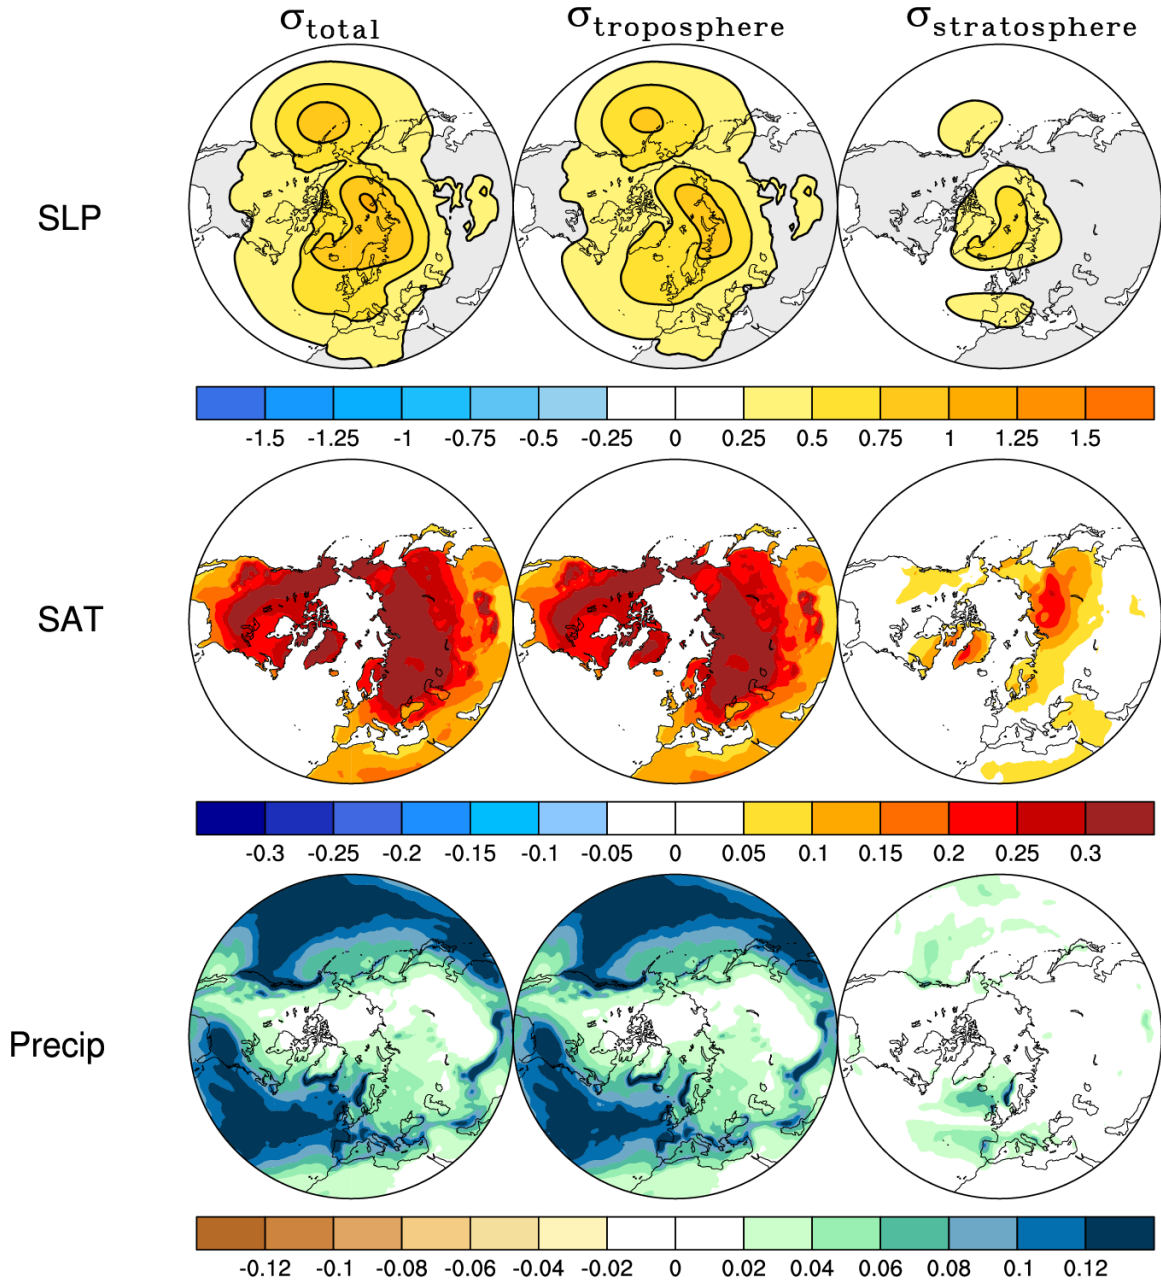 σtotal σtroposphere σstratosphere
SLP
-1.5 -1.25 -1 -0.75 -0.5 -0.25 0 0.25 0.5 0.75 1 1.25 1.5
SAT
-0.3 -0.25 -0.2 -0.15 -0.1 -0.05 0 0.05 0.1 0.15 0.2 0.25 0.3
Precip
-0.12 -0.1 -0.08 -0.06 -0.04 -0.02 0 0.02 0.04 0.06 0.08 0.1 0.12